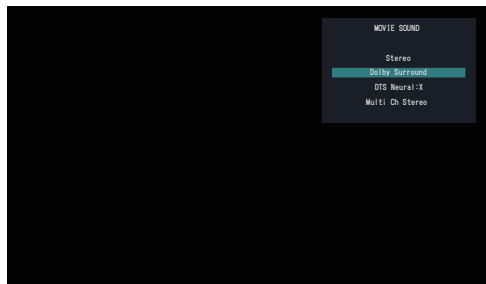 MOVIE SOUND
Stereo
Dolby Surround
DTS Neural:X
Multi Ch Stereo